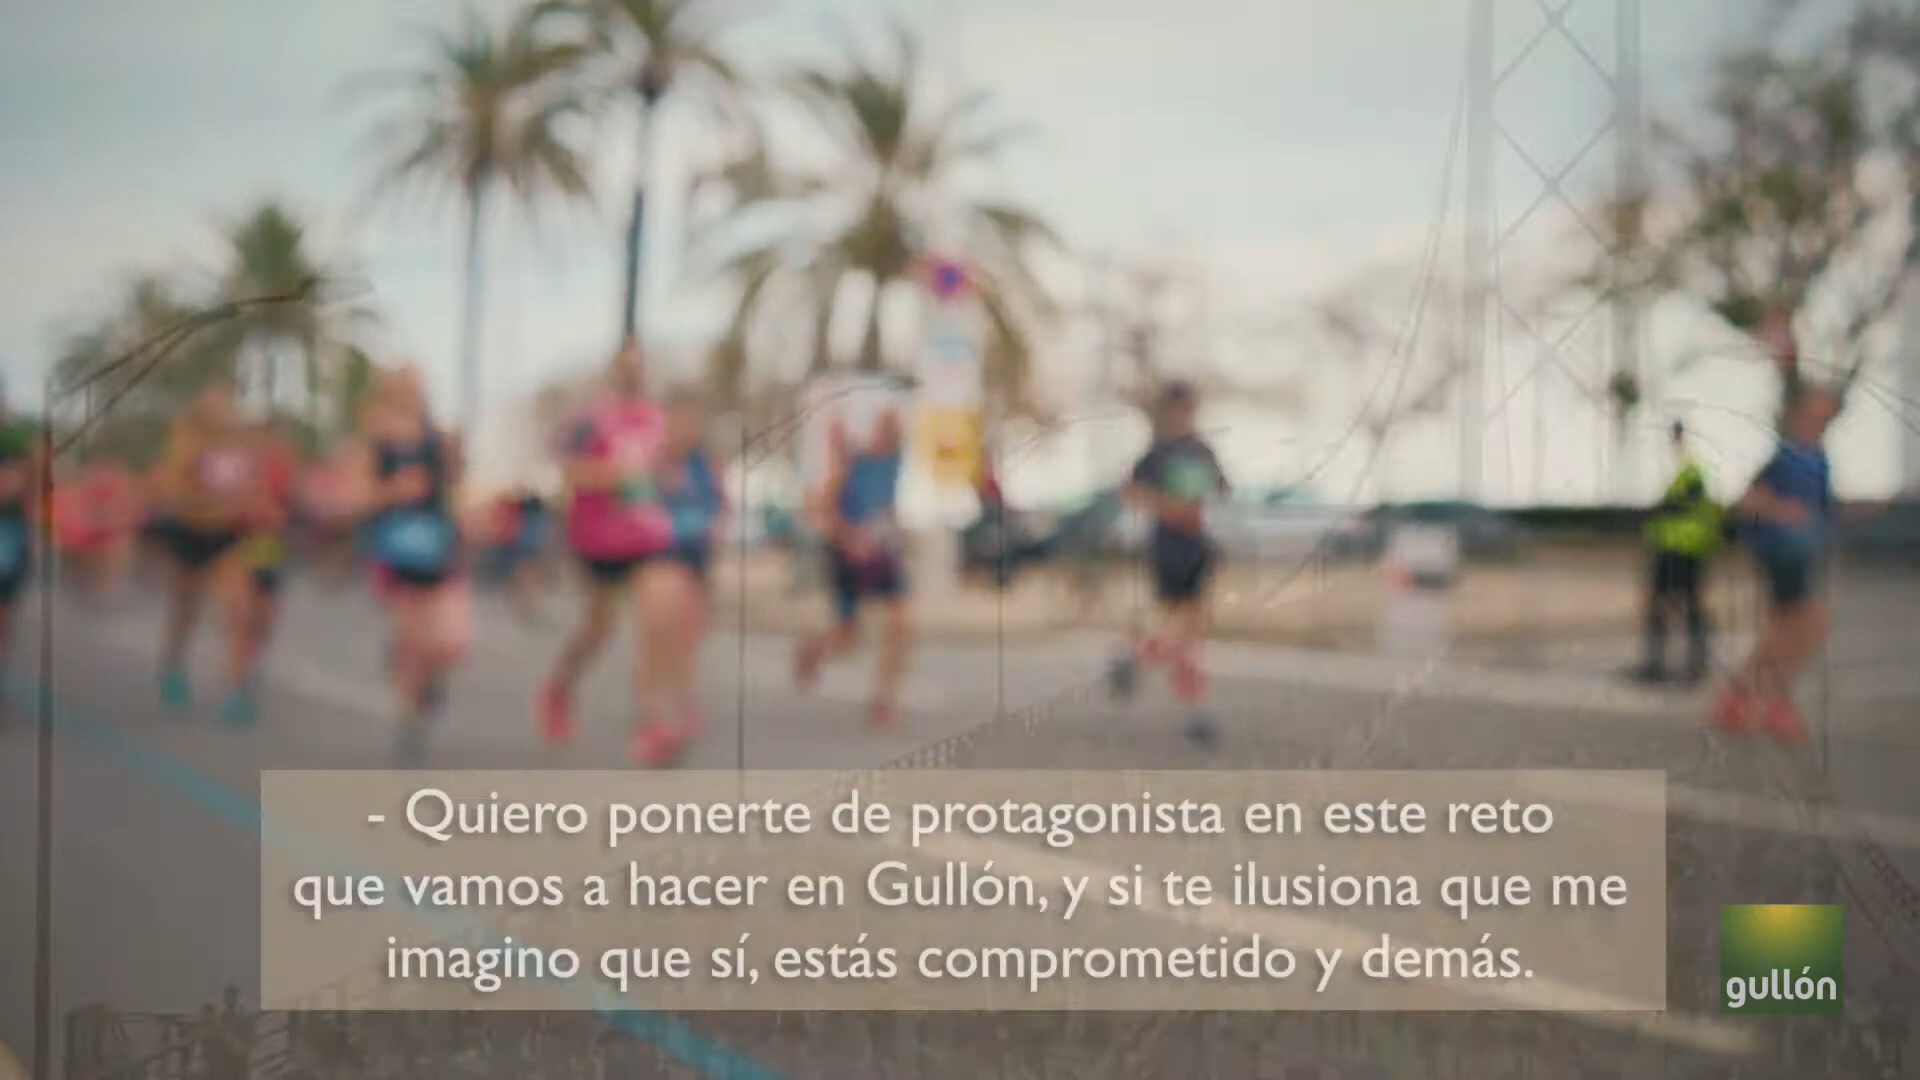 - Quiero ponerte de protagonista en este reto
que vamos a hacer en Gullón, y si te ilusiona que me
imagino que sí, estás comprometido y demás.
gullón